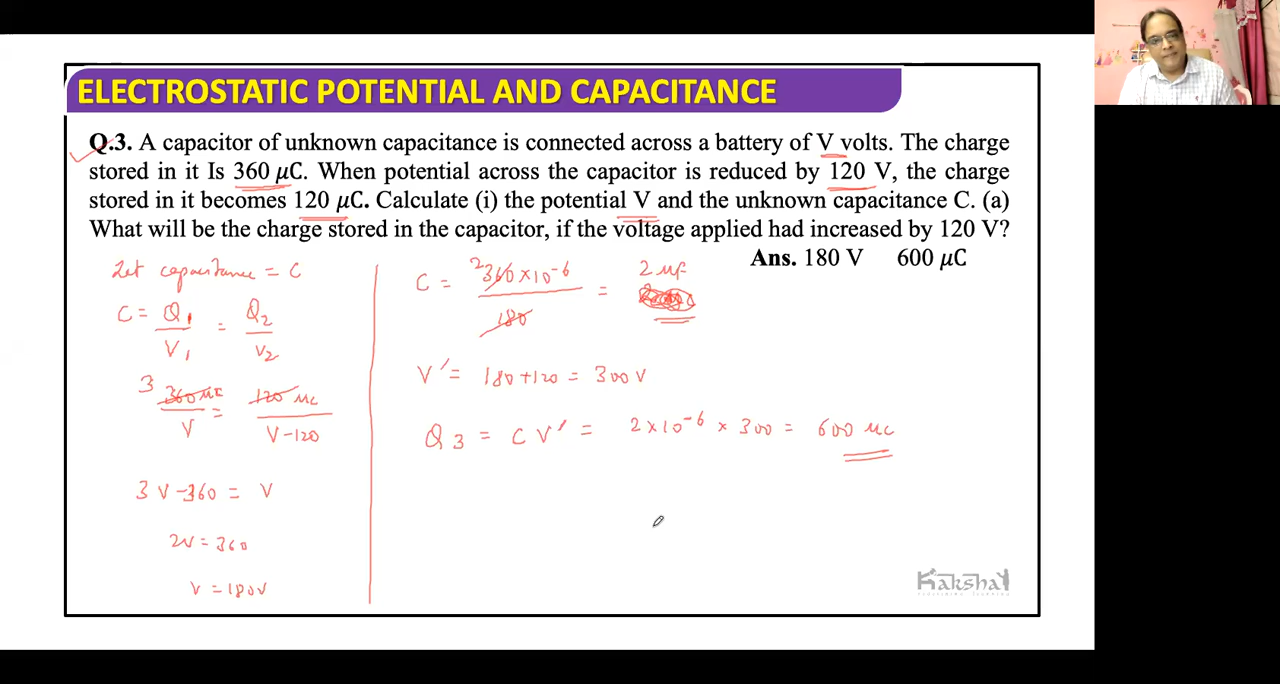 ELECTROSTATIC POTENTIAL AND CAPACITANCE
Q.3. A capacitor of unknown capacitance is connected across a battery of V volts. The charge
stored in it Is 360 μC. When potential across the capacitor is reduced by 120 V, the charge
stored in it becomes 120 μC. Calculate (i) the potential V and the unknown capacitance C. (a)
What will be the charge stored in the capacitor, if the voltage applied had increased by 120 V?
Ans. 180 V 600 μC
Let capacitance = C
C = Q1/V1 = Q2/V2
3 360 μC/V = 120 μC/V-120
3V-360 = V
2V = 360
V = 180V
C = 2 360×10^-6/180 = 2 μF
V′ = 180+120 = 300 V
Q3 = CV′ = 2×10^-6 × 300 = 600 μC
Kaksha